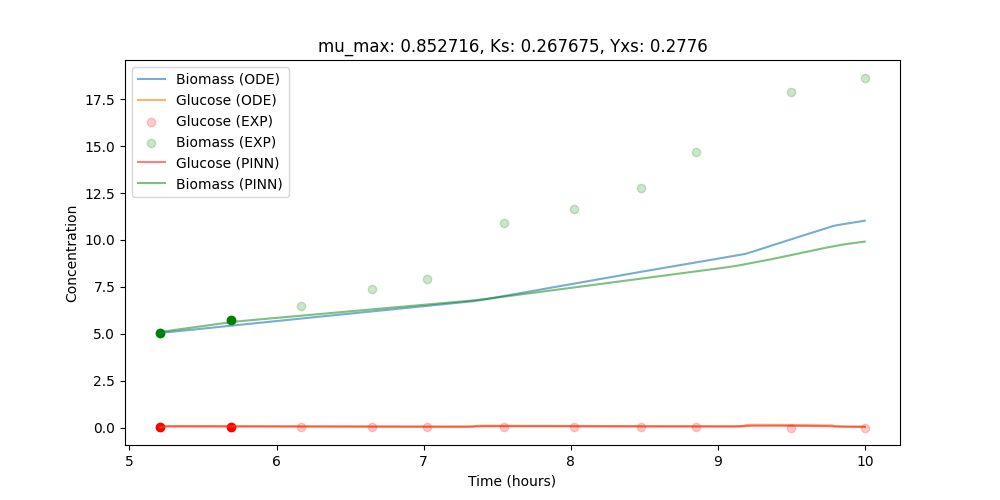 mu_max: 0.852716, Ks: 0.267675, Yxs: 0.2776
Biomass (ODE)
Glucose (ODE)
Glucose (EXP)
Biomass (EXP)
Glucose (PINN)
Biomass (PINN)
Concentration
17.5
15.0
12.5
10.0
7.5
5.0
2.5
0.0
5 6 7 8 9 10
Time (hours)